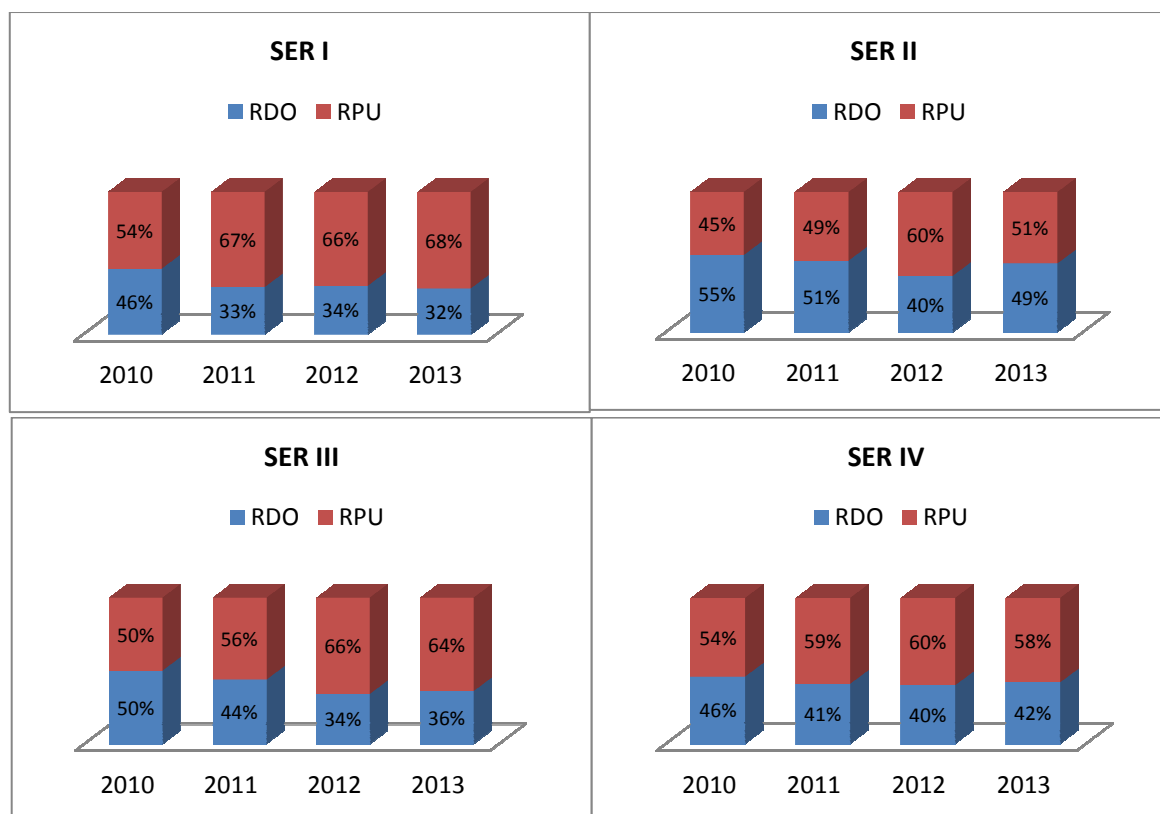 SER I
RDO RPU
54% 67% 66% 68%
46% 33% 34% 32%
2010 2011 2012 2013
SER II
RDO RPU
45% 49% 60% 51%
55% 51% 40% 49%
2010 2011 2012 2013
SER III
RDO RPU
50% 56% 66% 64%
50% 44% 34% 36%
2010 2011 2012 2013
SER IV
RDO RPU
54% 59% 60% 58%
46% 41% 40% 42%
2010 2011 2012 2013